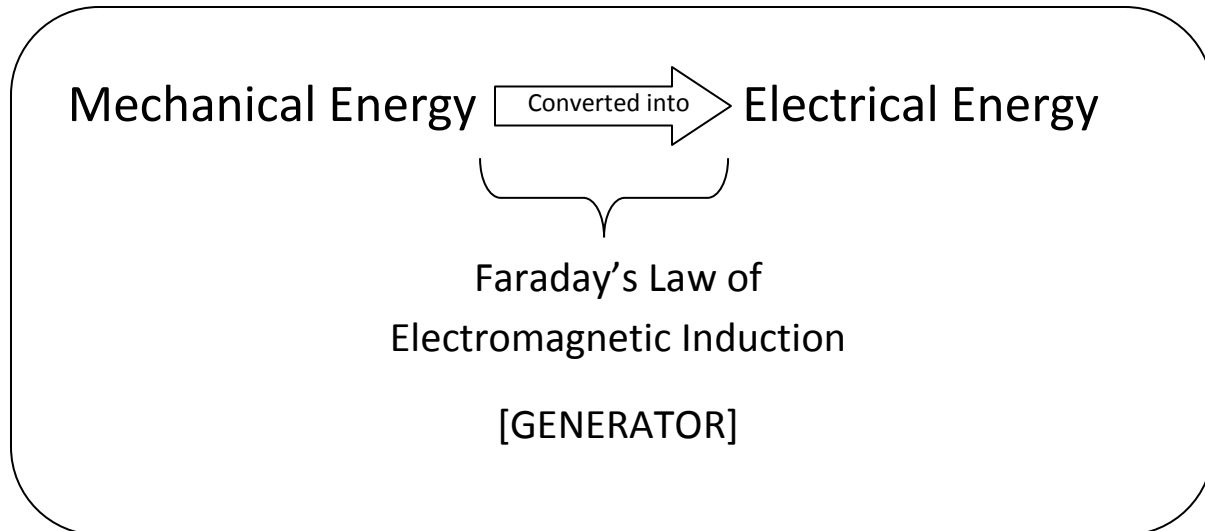 Mechanical Energy Converted into Electrical Energy
Faraday’s Law of
Electromagnetic Induction
[GENERATOR]